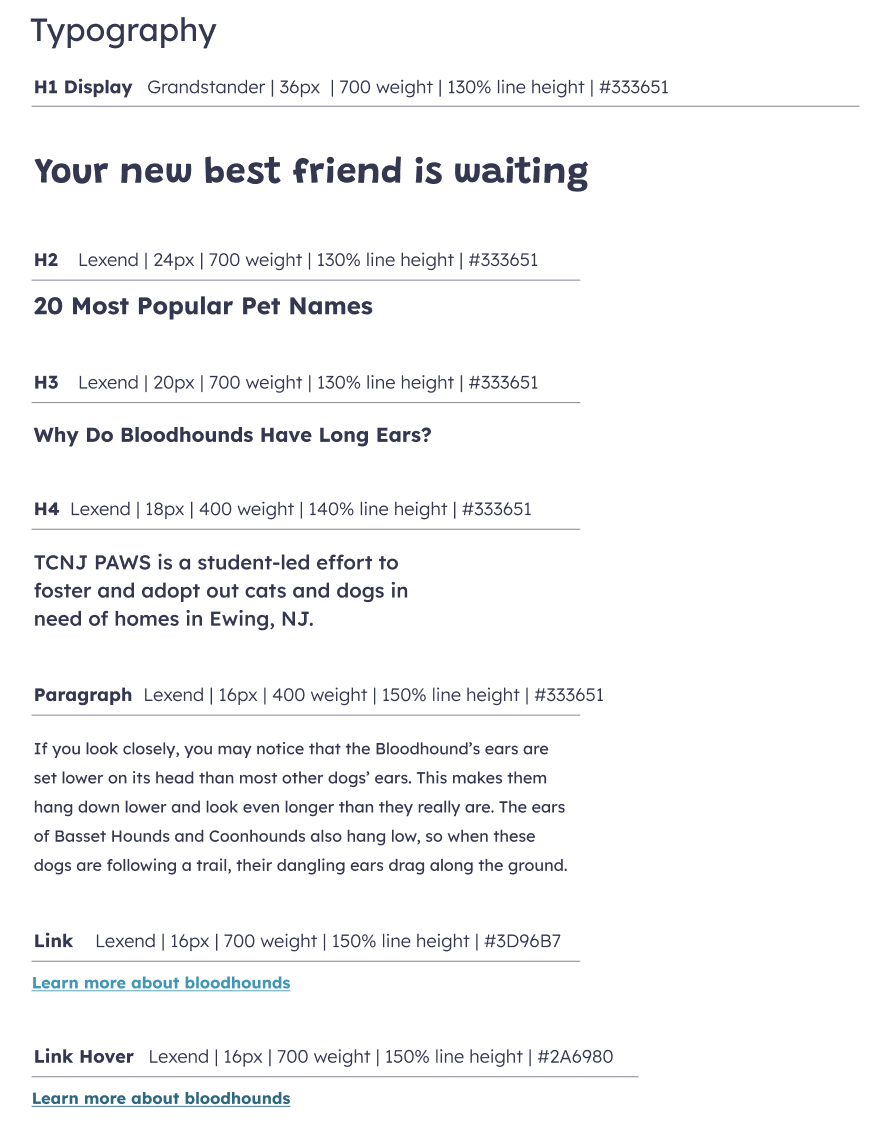 Typography
H1 Display Grandstander | 36px | 700 weight | 130% line height | #333651
Your new best friend is waiting
H2 Lexend | 24px | 700 weight | 130% line height | #333651
20 Most Popular Pet Names
H3 Lexend | 20px | 700 weight | 130% line height | #333651
Why Do Bloodhounds Have Long Ears?
H4 Lexend | 18px | 400 weight | 140% line height | #333651
TCNJ PAWS is a student-led effort to
foster and adopt out cats and dogs in
need of homes in Ewing, NJ.
Paragraph Lexend | 16px | 400 weight | 150% line height | #333651
If you look closely, you may notice that the Bloodhound’s ears are
set lower on its head than most other dogs’ ears. This makes them
hang down lower and look even longer than they really are. The ears
of Basset Hounds and Coonhounds also hang low, so when these
dogs are following a trail, their dangling ears drag along the ground.
Link Lexend | 16px | 700 weight | 150% line height | #3D96B7
Learn more about bloodhounds
Link Hover Lexend | 16px | 700 weight | 150% line height | #2A6980
Learn more about bloodhounds